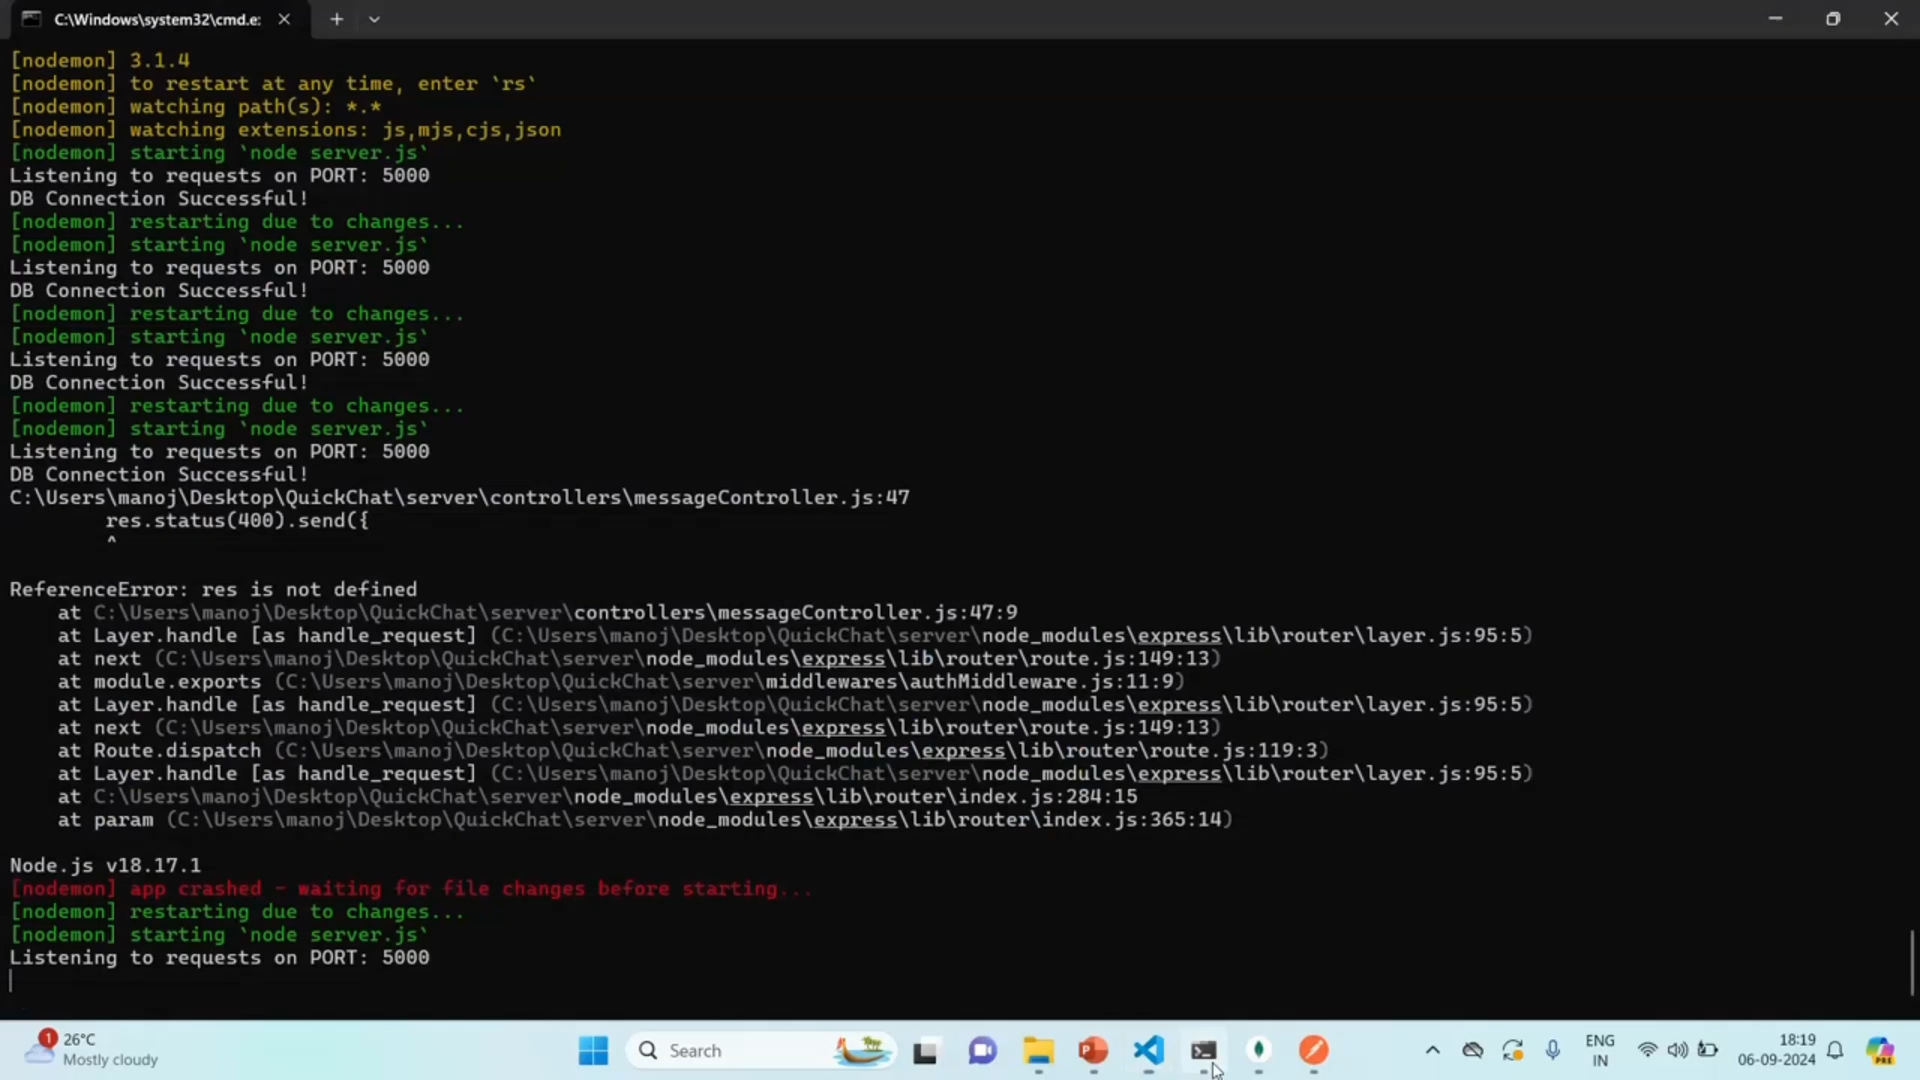 C:\Windows\system32\cmd.e:
[nodemon] 3.1.4
[nodemon] to restart at any time, enter `rs`
[nodemon] watching path(s): *.*
[nodemon] watching extensions: js,mjs,cjs,json
[nodemon] starting `node server.js`
Listening to requests on PORT: 5000
DB Connection Successful!
[nodemon] restarting due to changes...
[nodemon] starting `node server.js`
Listening to requests on PORT: 5000
DB Connection Successful!
[nodemon] restarting due to changes...
[nodemon] starting `node server.js`
Listening to requests on PORT: 5000
DB Connection Successful!
[nodemon] restarting due to changes...
[nodemon] starting `node server.js`
Listening to requests on PORT: 5000
DB Connection Successful!
C:\Users\manoj\Desktop\QuickChat\server\controllers\messageController.js:47
        res.status(400).send({
        ^
ReferenceError: res is not defined
    at C:\Users\manoj\Desktop\QuickChat\server\controllers\messageController.js:47:9
    at Layer.handle [as handle_request] (C:\Users\manoj\Desktop\QuickChat\server\node_modules\express\lib\router\layer.js:95:5)
    at next (C:\Users\manoj\Desktop\QuickChat\server\node_modules\express\lib\router\route.js:149:13)
    at module.exports (C:\Users\manoj\Desktop\QuickChat\server\middlewares\authMiddleware.js:11:9)
    at Layer.handle [as handle_request] (C:\Users\manoj\Desktop\QuickChat\server\node_modules\express\lib\router\layer.js:95:5)
    at next (C:\Users\manoj\Desktop\QuickChat\server\node_modules\express\lib\router\route.js:149:13)
    at Route.dispatch (C:\Users\manoj\Desktop\QuickChat\server\node_modules\express\lib\router\route.js:119:3)
    at Layer.handle [as handle_request] (C:\Users\manoj\Desktop\QuickChat\server\node_modules\express\lib\router\layer.js:95:5)
    at C:\Users\manoj\Desktop\QuickChat\server\node_modules\express\lib\router\index.js:284:15
    at param (C:\Users\manoj\Desktop\QuickChat\server\node_modules\express\lib\router\index.js:365:14)
Node.js v18.17.1
[nodemon] app crashed - waiting for file changes before starting...
[nodemon] restarting due to changes...
[nodemon] starting `node server.js`
Listening to requests on PORT: 5000
1
26°C
Mostly cloudy
Search
ENG
IN
18:19
06-09-2024
PRE